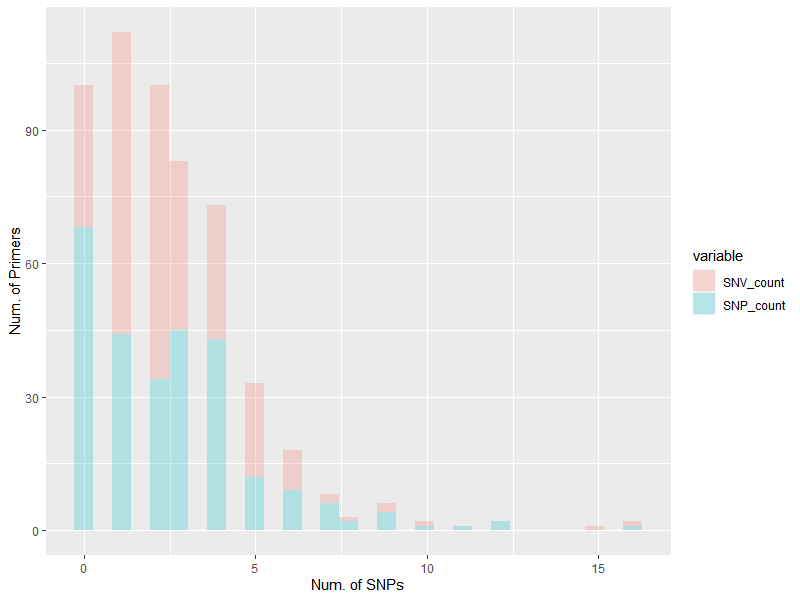 90
60
30
0
Num. of Primers
0 5 10 15
Num. of SNPs
variable
SNV_count
SNP_count